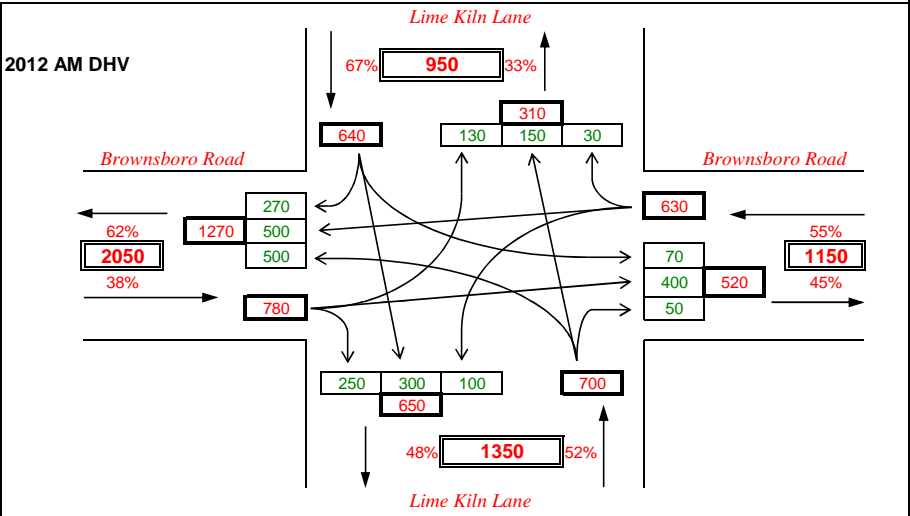 Lime Kiln Lane
2012 AM DHV
67% 950 33%
310
640 130 150 30
Brownsboro Road Brownsboro Road
270 630
62% 1270 500 55%
2050 500 70 1150
38% 400 520 45%
780 50
250 300 100 700
650
48% 1350 52%
Lime Kiln Lane